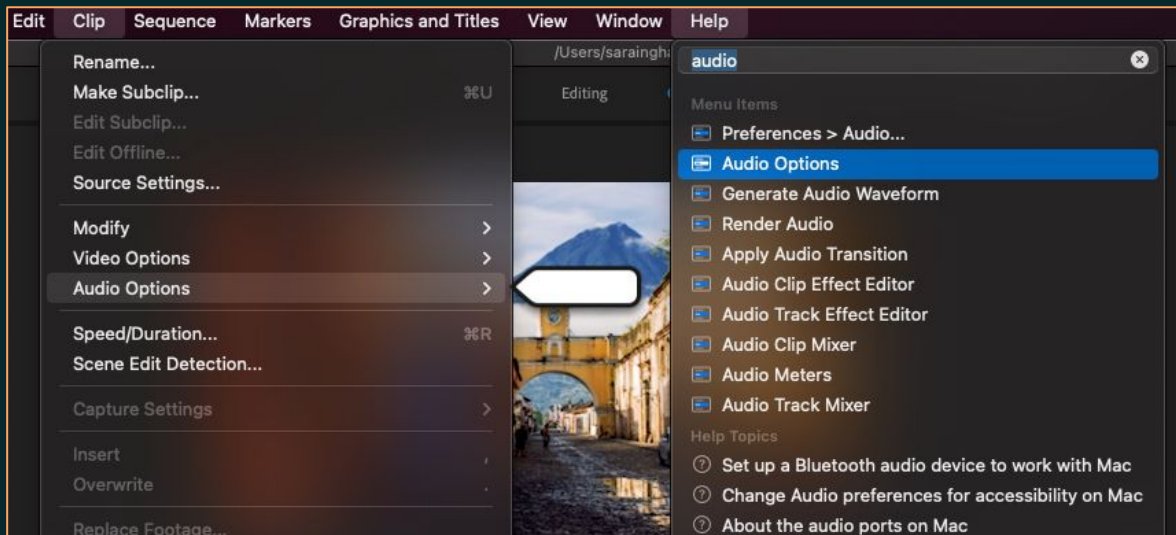 Edit Clip Sequence Markers Graphics and Titles View Window Help
/Users/saraingha
Editing
Rename...
Make Subclip... ⌘U
Edit Subclip...
Edit Offline...
Source Settings...
Modify
Video Options
Audio Options
Speed/Duration... ⌘R
Scene Edit Detection...
Capture Settings
Insert ,
Overwrite .
Replace Footage...
audio
Menu Items
Preferences > Audio...
Audio Options
Generate Audio Waveform
Render Audio
Apply Audio Transition
Audio Clip Effect Editor
Audio Track Effect Editor
Audio Clip Mixer
Audio Meters
Audio Track Mixer
Help Topics
Set up a Bluetooth audio device to work with Mac
Change Audio preferences for accessibility on Mac
About the audio ports on Mac